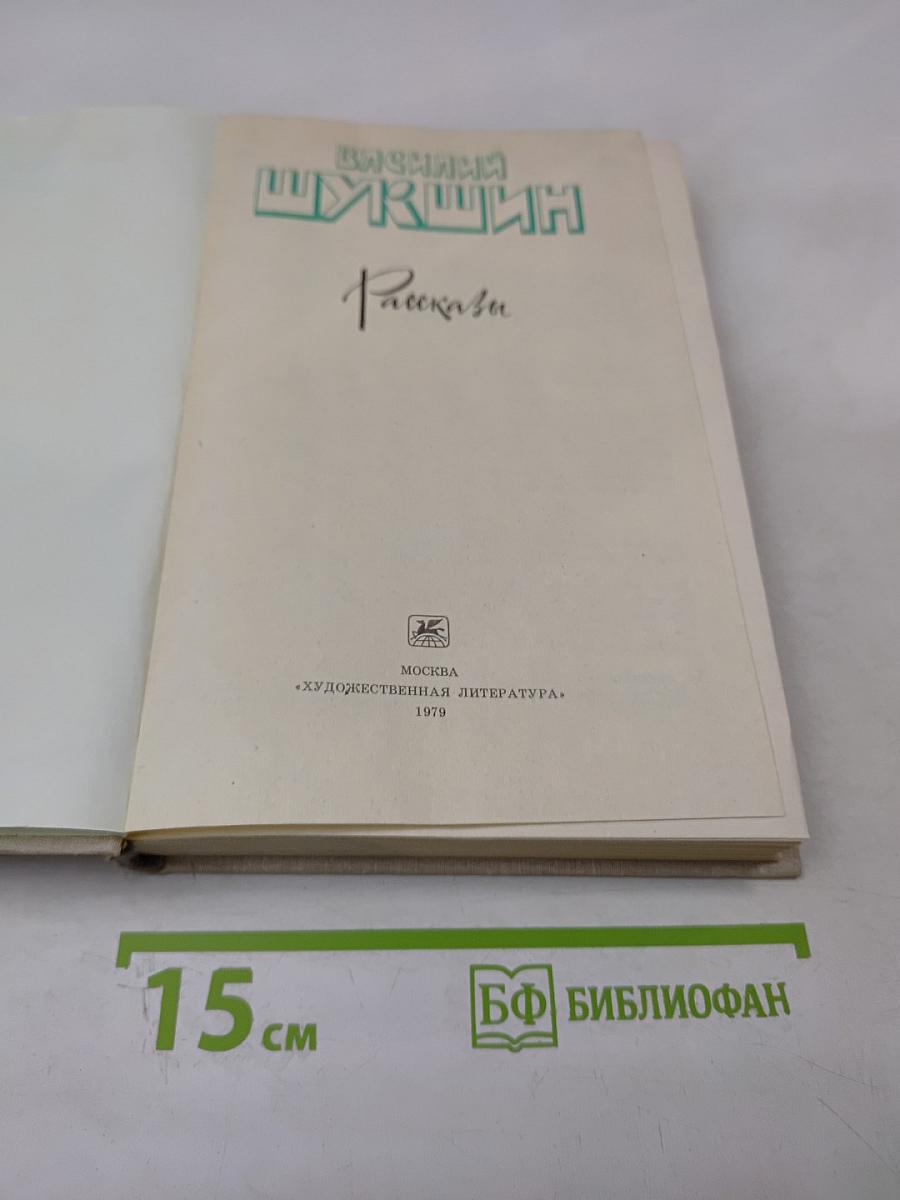 ВАСИЛИЙ
ШУКШИН
Рассказы
МОСКВА
«ХУДОЖЕСТВЕННАЯ ЛИТЕРАТУРА»
1979
15 см
БФ БИБЛИОФАН